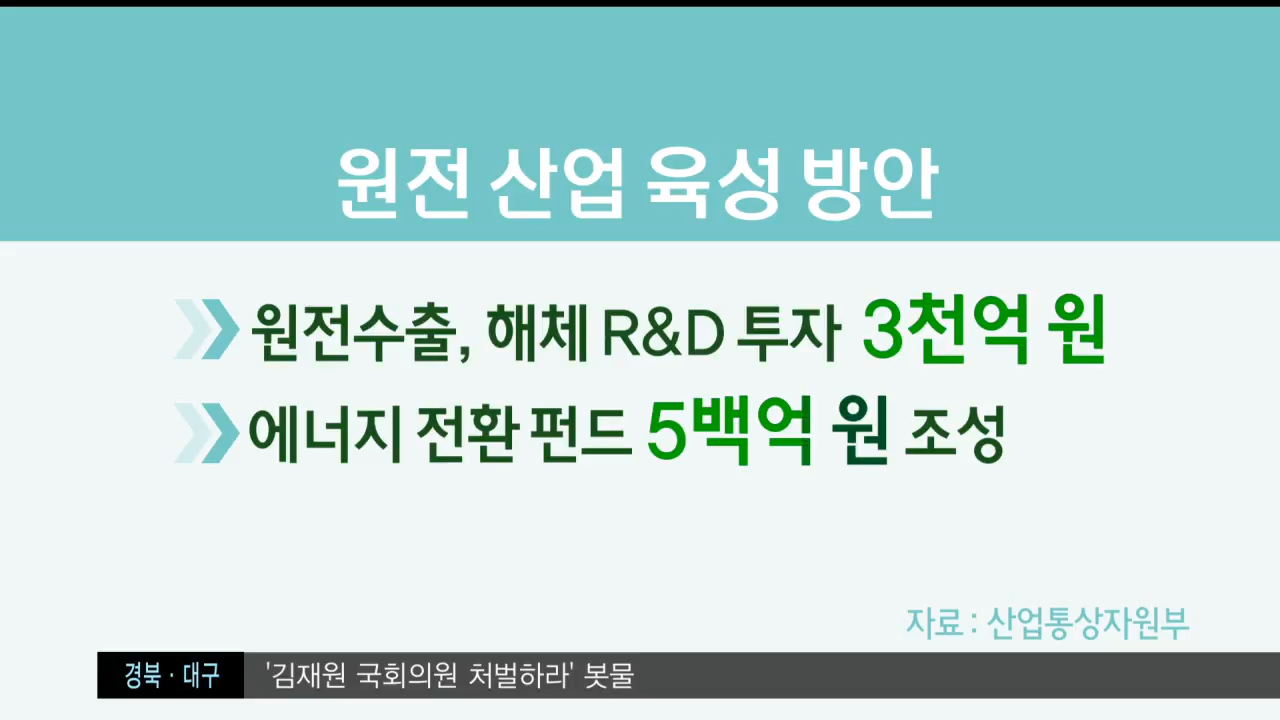 원전 산업 육성 방안
원전수출, 해체 R&D 투자 3천억 원
에너지 전환 펀드 5백억 원 조성
자료 : 산업통상자원부
경북·대구 '김재원 국회의원 처벌하라' 봇물